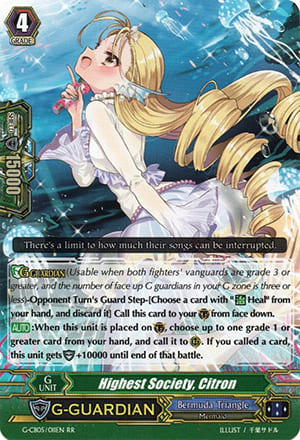 4
GRADE
SHIELD
15000
There's a limit to how much their songs can be interrupted.
G GUARDIAN (Usable when both fighters' vanguards are grade 3 or
greater, and the number of face up G guardians in your G zone is three or
less)-Opponent Turn's Guard Step-[Choose a card with "Heal" from
your hand, and discard it] Call this card to your from face down.
AUTO:When this unit is placed on , choose up to one grade 1 or
greater card from your hand, and call it to . If you called a card,
this unit gets +10000 until end of that battle.
G
UNIT
Highest Society, Citron
G-GUARDIAN
Bermuda Triangle
Mermaid
G-CB05/011EN RR
ILLUST / 千葉サドル